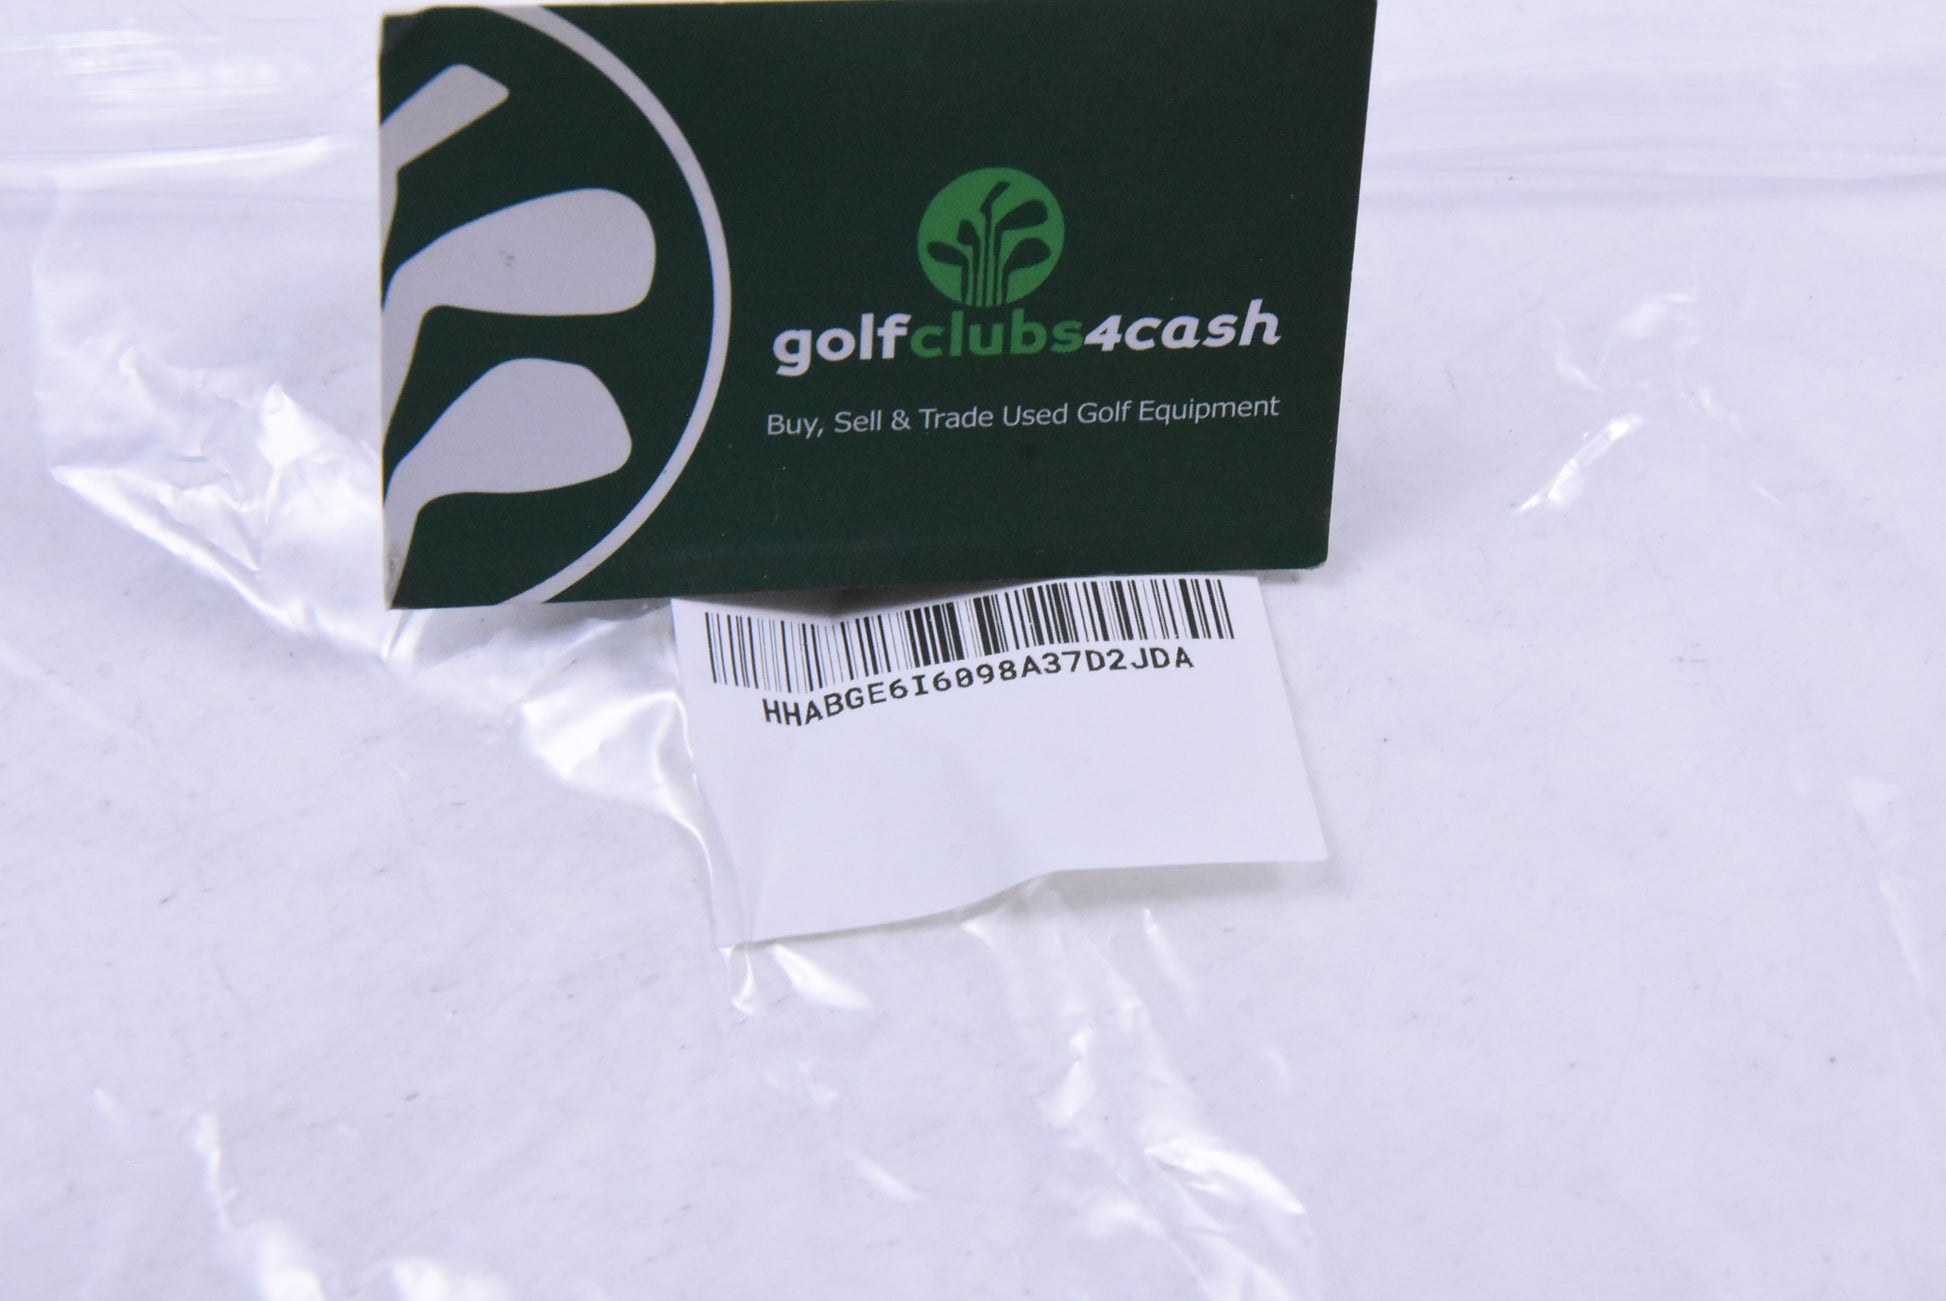 golfclubs4cash
Buy, Sell & Trade Used Golf Equipment
HHABGE6I6098A37D2JDA